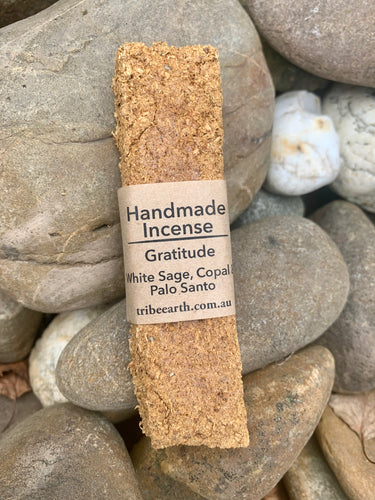 Handmade
Incense
Gratitude
White Sage, Copal
Palo Santo
tribeearth.com.au